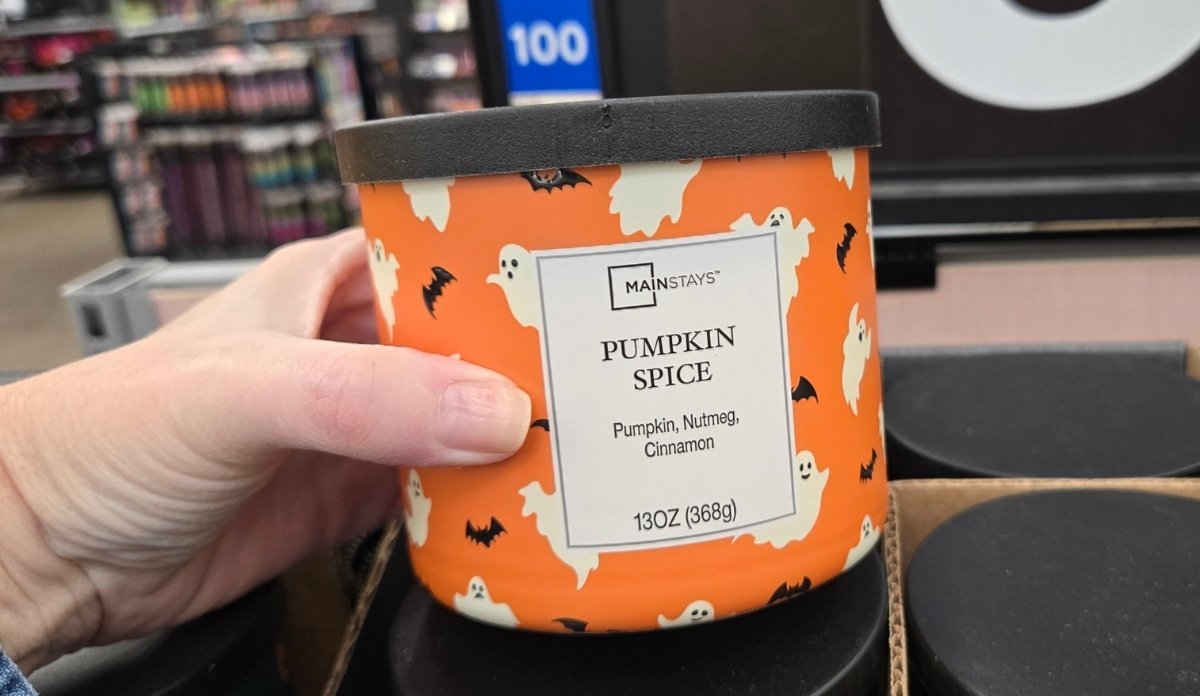 100
MAINSTAYS™
PUMPKIN
SPICE
Pumpkin, Nutmeg,
Cinnamon
13OZ (368g)